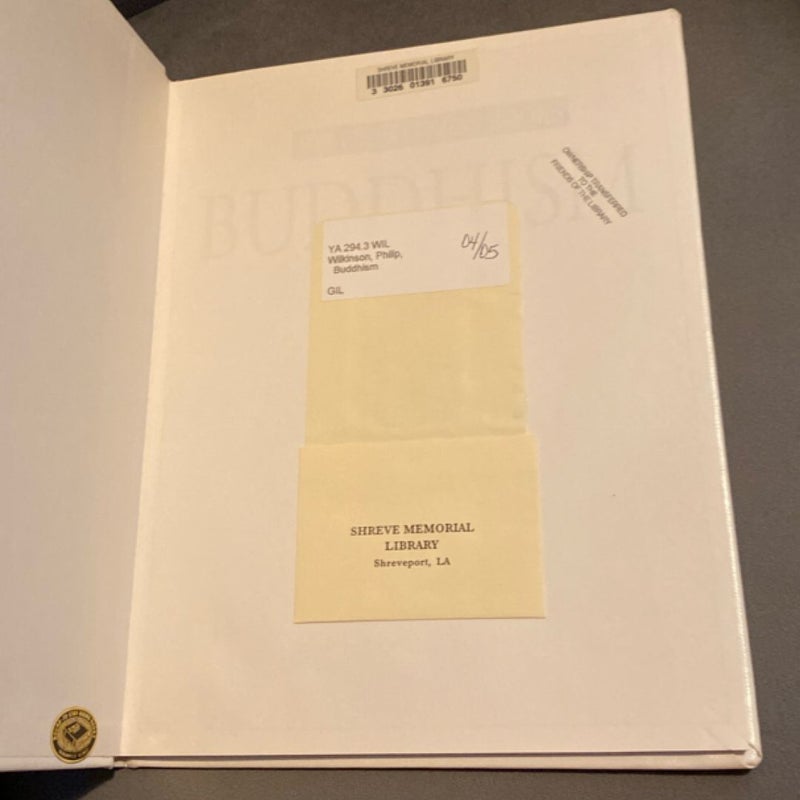 SHREVE MEMORIAL LIBRARY
3 3026 01391 6750
BUDDHISM
OWNERSHIP TRANSFERRED
TO THE
FRIENDS OF THE LIBRARY
YA 294.3 WIL
Wilkinson, Philip,
Buddhism
GIL
04/05
SHREVE MEMORIAL
LIBRARY
Shreveport, LA